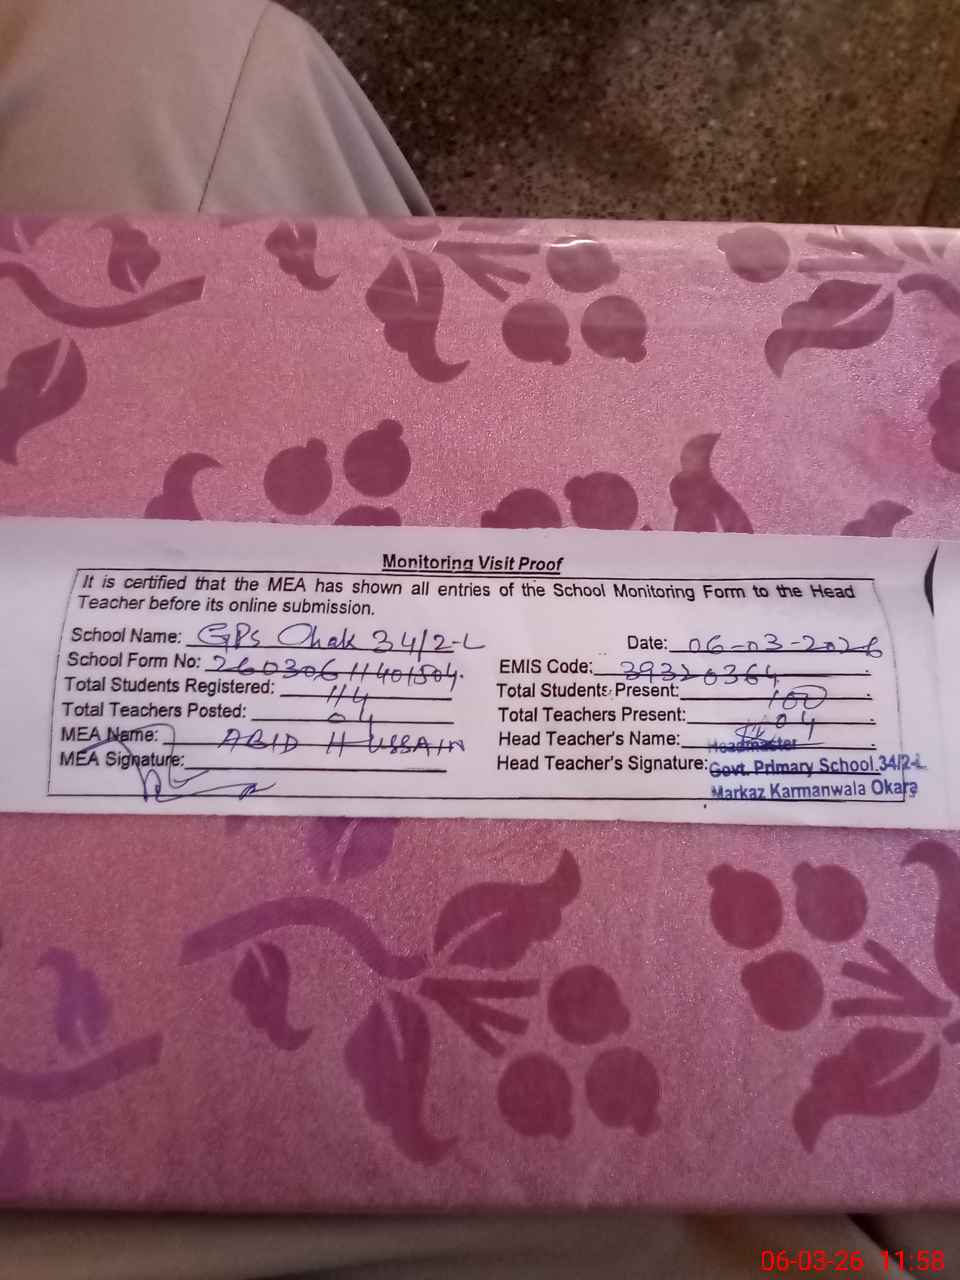 Monitoring Visit Proof
It is certified that the MEA has shown all entries of the School Monitoring Form to the Head
Teacher before its online submission.
School Name: GPS Chak 34/2-L Date: 06-03-2026
School Form No: 26030611401504. EMIS Code: 39320364.
Total Students Registered: 114 Total Students Present: 100.
Total Teachers Posted: 04 Total Teachers Present: 04.
MEA Name: ABID HUSSAIN Head Teacher's Name: .
MEA Signature: Head Teacher's Signature:
Headmaster
Govt. Primary School 34/2-L
Markaz Karmanwala Okara
06-03-26 11:58